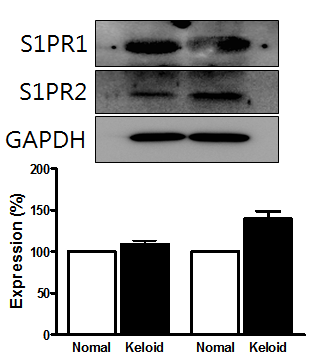 S1PR1
S1PR2
GAPDH
Expression (%)
200
150
100
50
0
Nomal Keloid Nomal Keloid